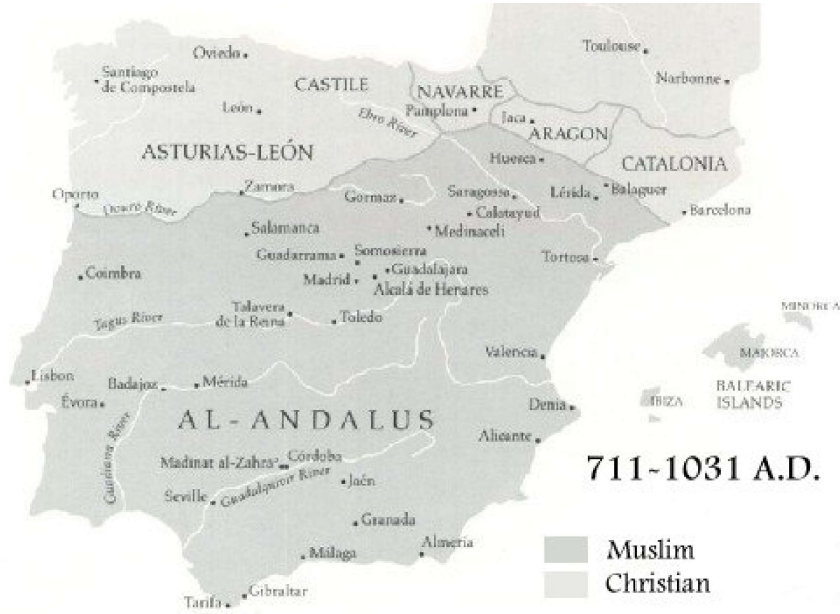 Toulouse
Oviedo
Santiago
de Compostela
CASTILE
NAVARRE
Narbonne
León
Pamplona
Ebro River
Jaca
ARAGON
ASTURIAS-LEÓN
Huesca
CATALONIA
Oporto
Zamora
Gormaz
Saragossa
Lérida
Balaguer
Douro River
Calatayud
Barcelona
Salamanca
Medinaceli
Guadarrama
Somosierra
Tortosa
Coimbra
Madrid
Guadalajara
Alcalá de Henares
MINORCA
Tagus River
Talavera
de la Reina
Toledo
Valencia
MAJORCA
Lisbon
Badajoz
Mérida
BALEARIC
ISLANDS
IBIZA
Évora
Denia
AL-ANDALUS
Alicante
Guadiana River
Madinat al-Zahra'
Córdoba
711-1031 A.D.
Seville
Guadalquivir River
Jaén
Granada
Almería
Muslim
Málaga
Christian
Gibraltar
Tarifa